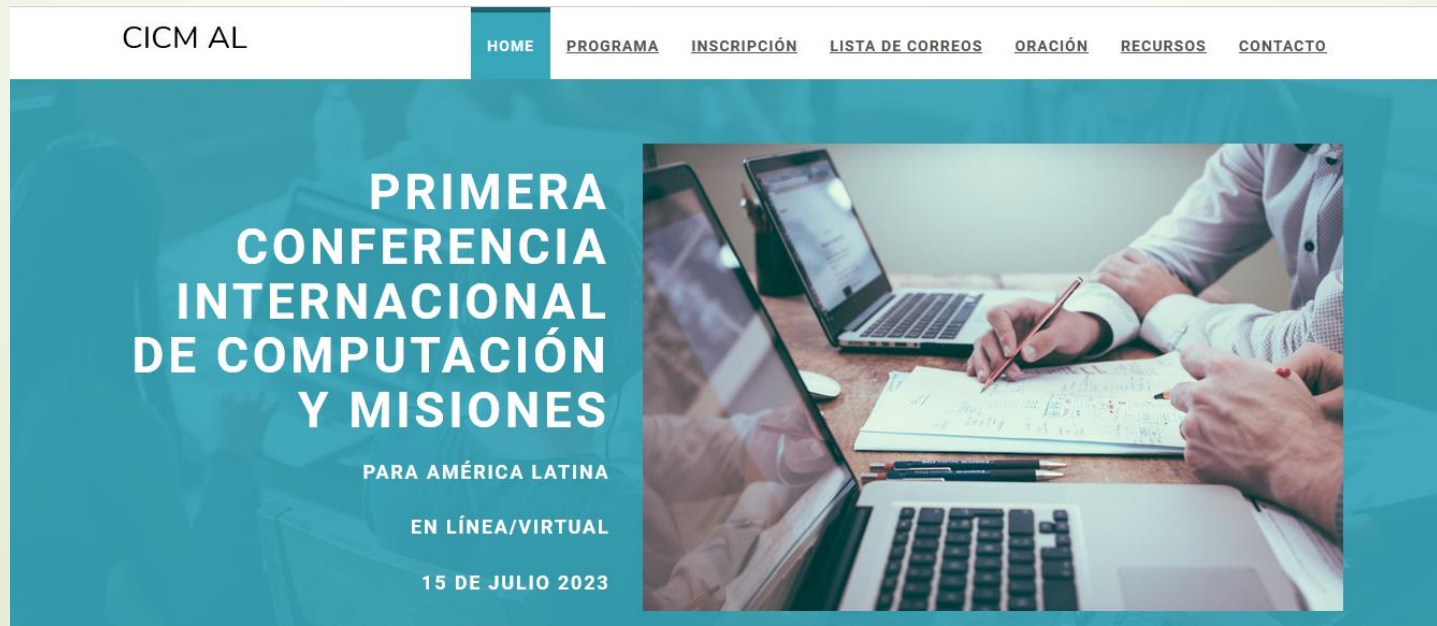 CICM AL
HOME PROGRAMA INSCRIPCIÓN LISTA DE CORREOS ORACIÓN RECURSOS CONTACTO
PRIMERA
CONFERENCIA
INTERNACIONAL
DE COMPUTACIÓN
Y MISIONES
PARA AMÉRICA LATINA
EN LÍNEA/VIRTUAL
15 DE JULIO 2023